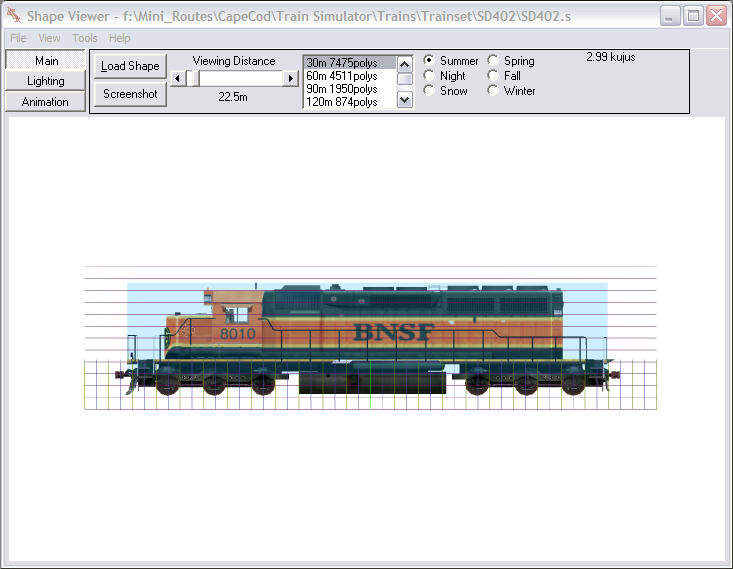 Shape Viewer - f:\Mini_Routes\CapeCod\Train Simulator\Trains\Trainset\SD402\SD402.s
File View Tools Help
Main
Lighting
Animation
Load Shape
Screenshot
Viewing Distance
22.5m
30m 7475polys
60m 4511polys
90m 1950polys
120m 874polys
Summer
Night
Snow
Spring
Fall
Winter
2.99 kujus
8010
BNSF